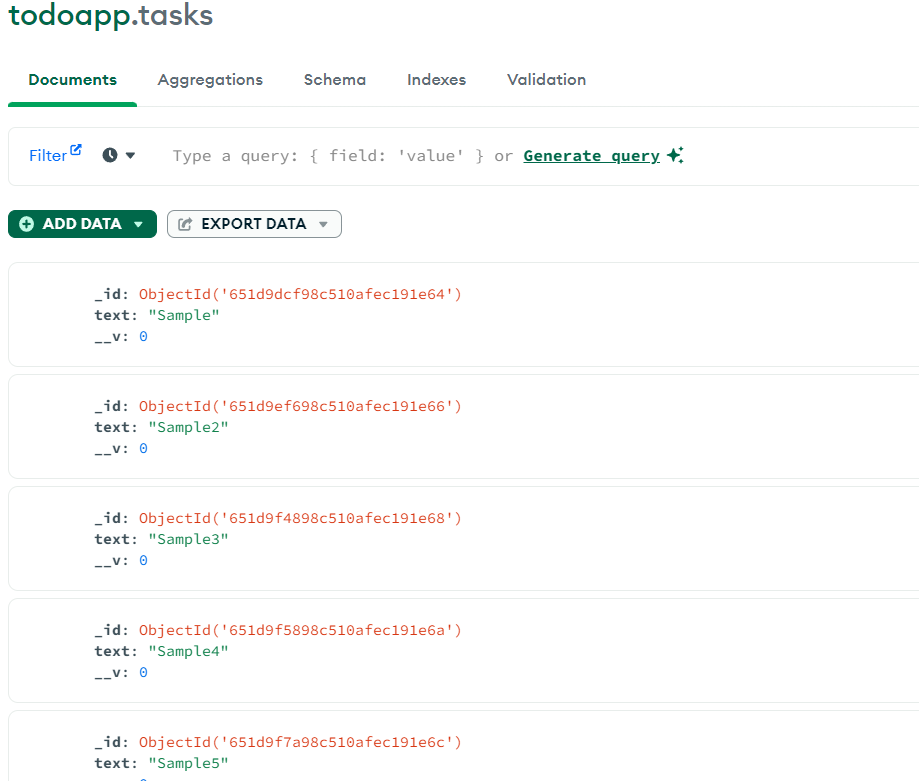 todoapp.tasks
Documents Aggregations Schema Indexes Validation
Filter Type a query: { field: 'value' } or Generate query
ADD DATA EXPORT DATA
_id: ObjectId('651d9dcf98c510afec191e64')
text: "Sample"
__v: 0
_id: ObjectId('651d9ef698c510afec191e66')
text: "Sample2"
__v: 0
_id: ObjectId('651d9f4898c510afec191e68')
text: "Sample3"
__v: 0
_id: ObjectId('651d9f5898c510afec191e6a')
text: "Sample4"
__v: 0
_id: ObjectId('651d9f7a98c510afec191e6c')
text: "Sample5"